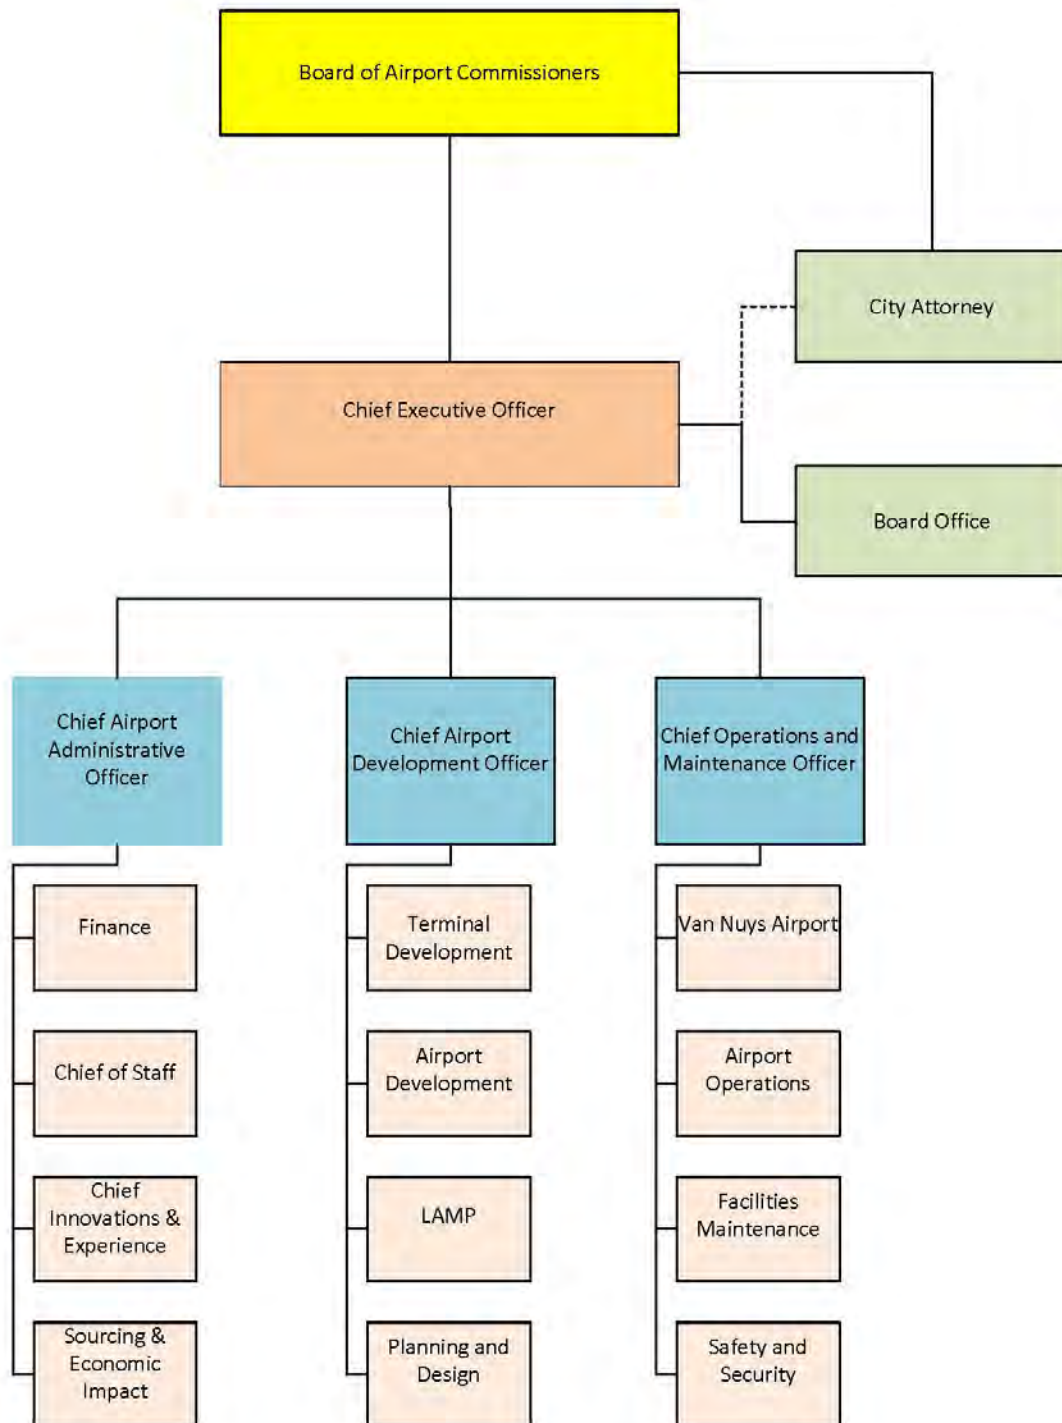 Board of Airport Commissioners
City Attorney
Chief Executive Officer
Board Office
Chief Airport
Administrative
Officer
Chief Airport
Development Officer
Chief Operations and
Maintenance Officer
Finance
Terminal
Development
Van Nuys Airport
Chief of Staff
Airport
Development
Airport
Operations
Chief
Innovations &
Experience
LAMP
Facilities
Maintenance
Sourcing &
Economic
Impact
Planning and
Design
Safety and
Security